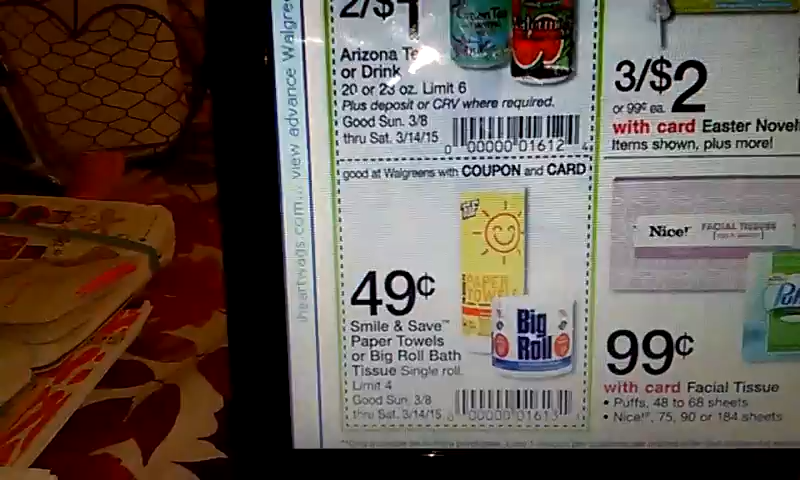 iheartwags.com... view advance Walgre
2/$1
Arizona Te
or Drink
20 or 23 oz. Limit 6
Plus deposit or CRV where required.
Good Sun. 3/8
thru Sat. 3/14/15
0 00000 01612 4
good at Walgreens with COUPON and CARD
PAPER
TOWELS
Big
Roll
49¢
Smile & Save™
Paper Towels
or Big Roll Bath
Tissue Single roll.
Limit 4
Good Sun. 3/8
thru Sat. 3/14/15
00000 01613
3/$2
or 99¢ ea.
with card Easter Novel
Items shown, plus more!
Nice!® FACIAL TISSUES
99¢
with card Facial Tissue
• Puffs, 48 to 68 sheets
• Nice!®, 75, 90 or 184 sheets